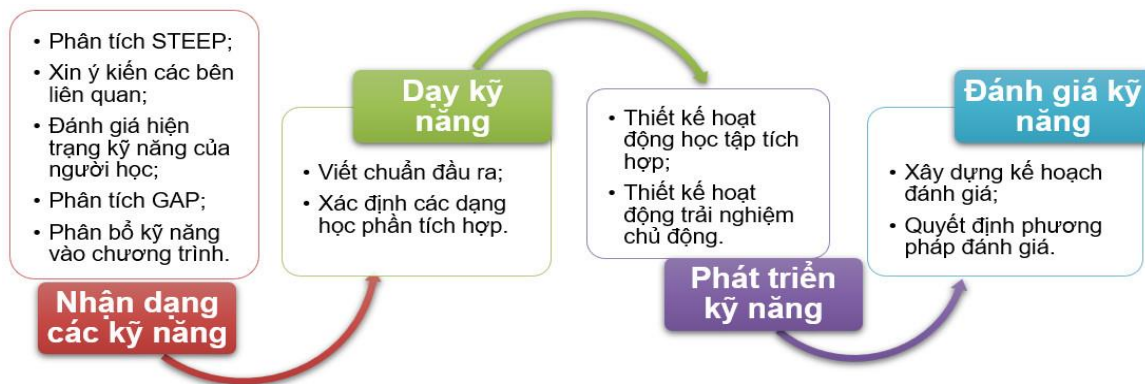 • Phân tích STEEP;
• Xin ý kiến các bên
liên quan;
• Đánh giá hiện
trạng kỹ năng của
người học;
• Phân tích GAP;
• Phân bổ kỹ năng
vào chương trình.
Nhận dạng
các kỹ năng
Dạy kỹ
năng
• Viết chuẩn đầu ra;
• Xác định các dạng
học phần tích hợp.
• Thiết kế hoạt
động học tập tích
hợp;
• Thiết kế hoạt
động trải nghiệm
chủ động.
Phát triển
kỹ năng
Đánh giá kỹ
năng
• Xây dựng kế hoạch
đánh giá;
• Quyết định phương
pháp đánh giá.